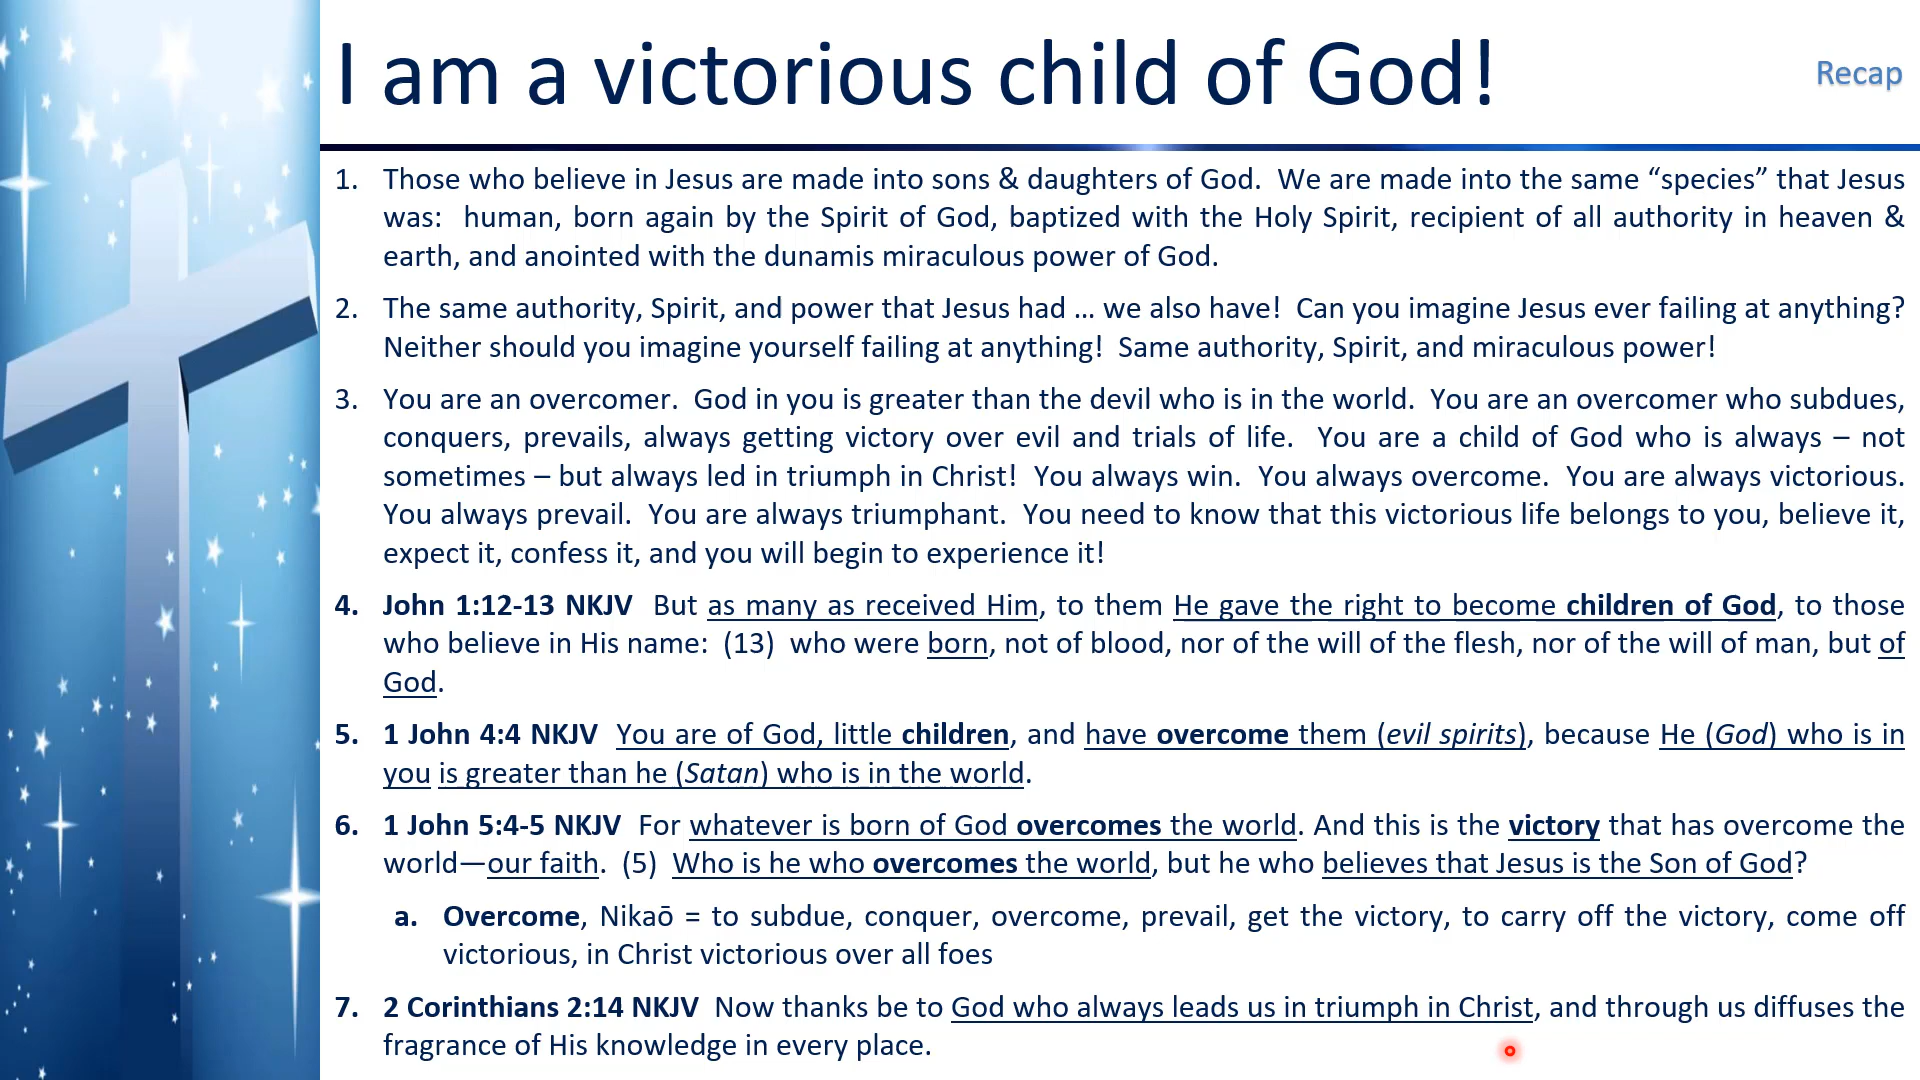 I am a victorious child of God!
Recap
1. Those who believe in Jesus are made into sons & daughters of God. We are made into the same “species” that Jesus
was: human, born again by the Spirit of God, baptized with the Holy Spirit, recipient of all authority in heaven &
earth, and anointed with the dunamis miraculous power of God.
2. The same authority, Spirit, and power that Jesus had … we also have! Can you imagine Jesus ever failing at anything?
Neither should you imagine yourself failing at anything! Same authority, Spirit, and miraculous power!
3. You are an overcomer. God in you is greater than the devil who is in the world. You are an overcomer who subdues,
conquers, prevails, always getting victory over evil and trials of life. You are a child of God who is always – not
sometimes – but always led in triumph in Christ! You always win. You always overcome. You are always victorious.
You always prevail. You are always triumphant. You need to know that this victorious life belongs to you, believe it,
expect it, confess it, and you will begin to experience it!
4. John 1:12-13 NKJV But as many as received Him, to them He gave the right to become children of God, to those
who believe in His name: (13) who were born, not of blood, nor of the will of the flesh, nor of the will of man, but of
God.
5. 1 John 4:4 NKJV You are of God, little children, and have overcome them (evil spirits), because He (God) who is in
you is greater than he (Satan) who is in the world.
6. 1 John 5:4-5 NKJV For whatever is born of God overcomes the world. And this is the victory that has overcome the
world—our faith. (5) Who is he who overcomes the world, but he who believes that Jesus is the Son of God?
a. Overcome, Nikaō = to subdue, conquer, overcome, prevail, get the victory, to carry off the victory, come off
victorious, in Christ victorious over all foes
7. 2 Corinthians 2:14 NKJV Now thanks be to God who always leads us in triumph in Christ, and through us diffuses the
fragrance of His knowledge in every place.